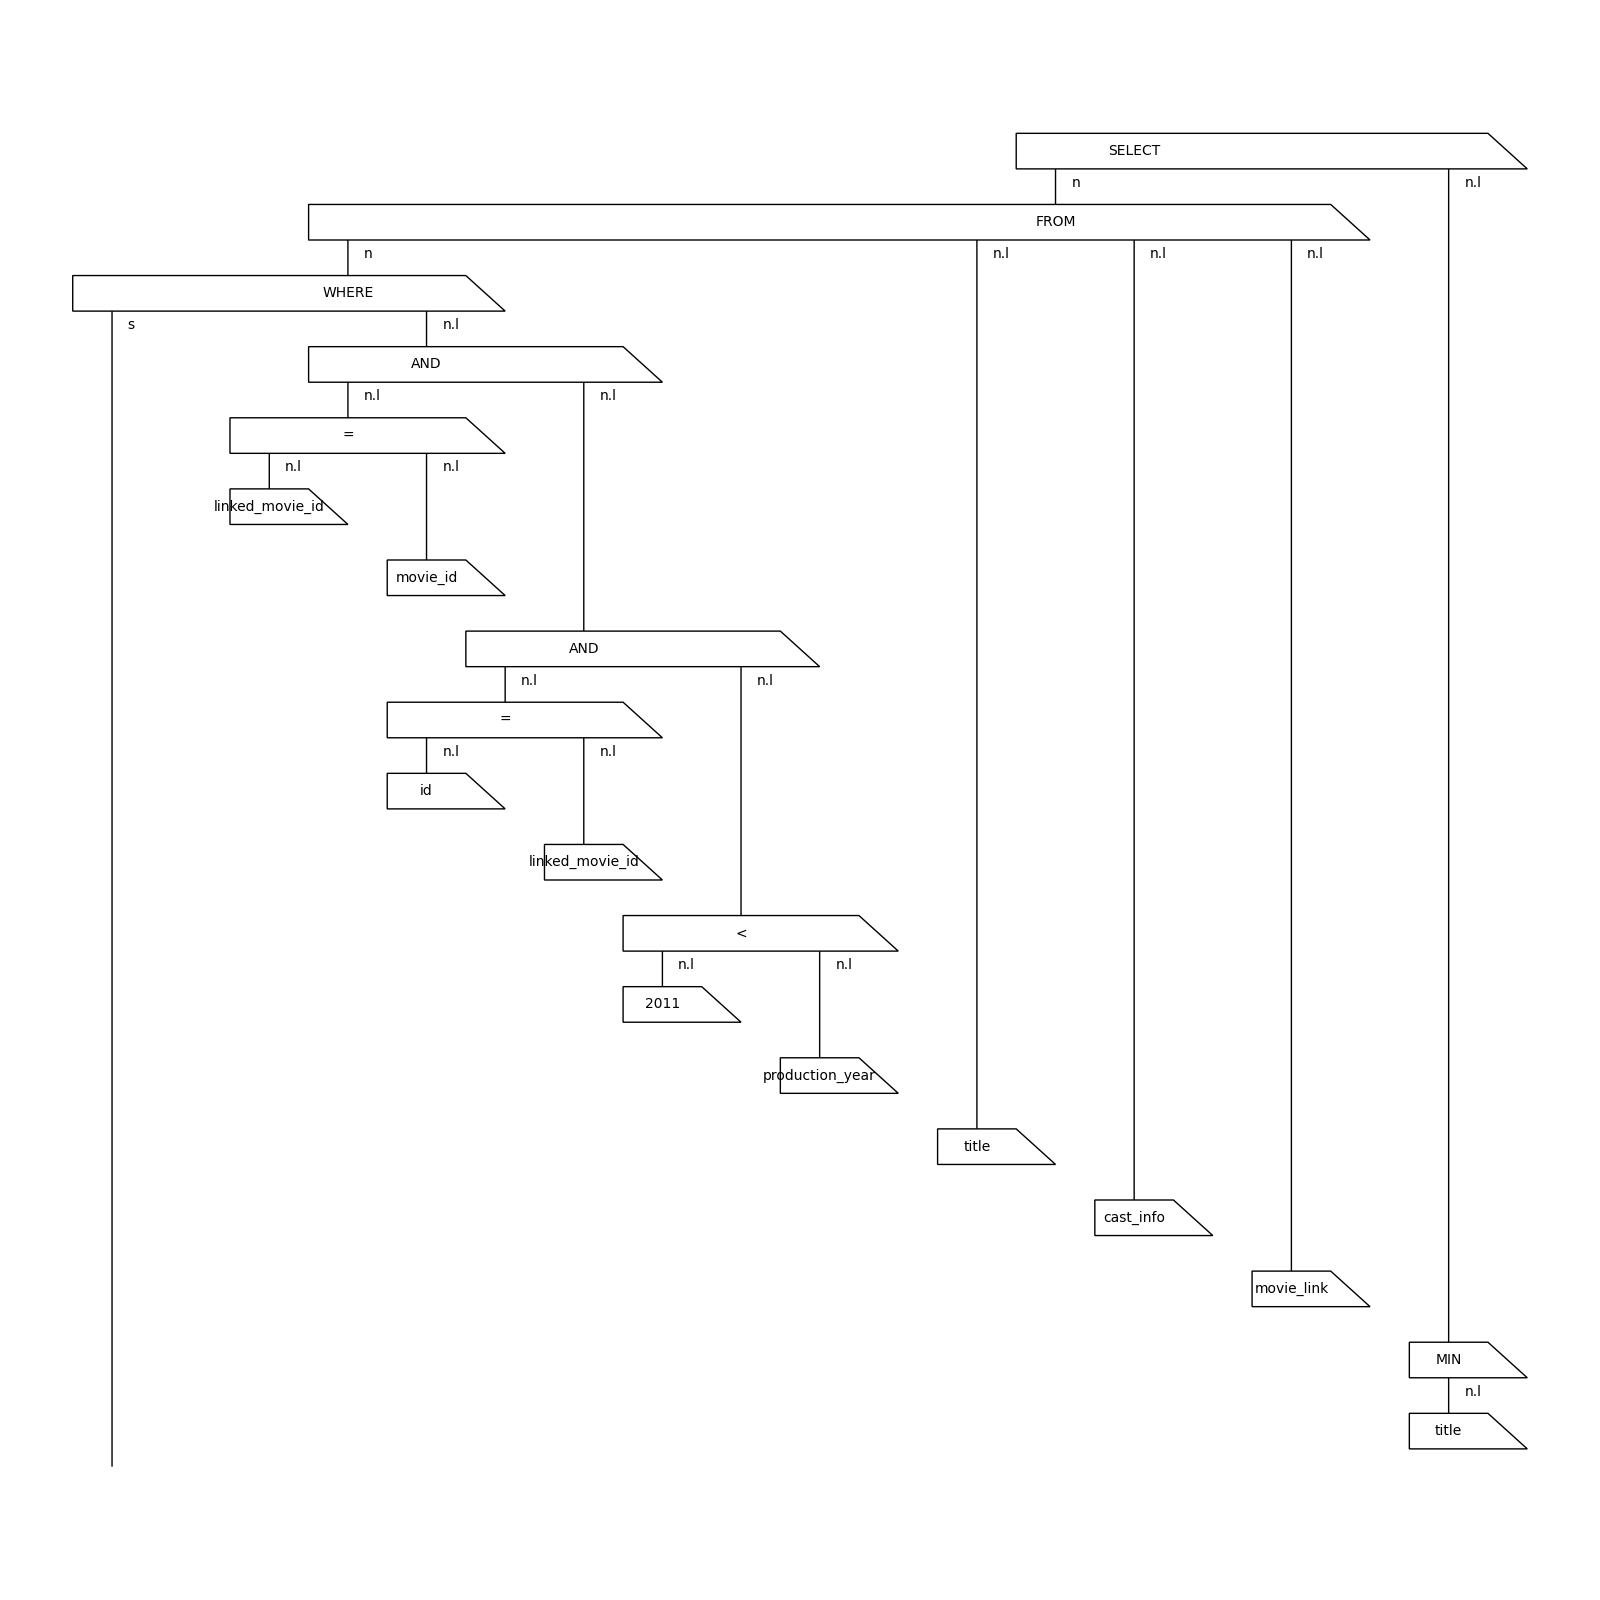 SELECT
n n.l
FROM
n n.l n.l n.l
WHERE
s n.l
AND
n.l n.l
=
n.l n.l
linked_movie_id
movie_id
AND
n.l n.l
=
n.l n.l
id
linked_movie_id
<
n.l n.l
2011
production_year
title
cast_info
movie_link
MIN
n.l
title